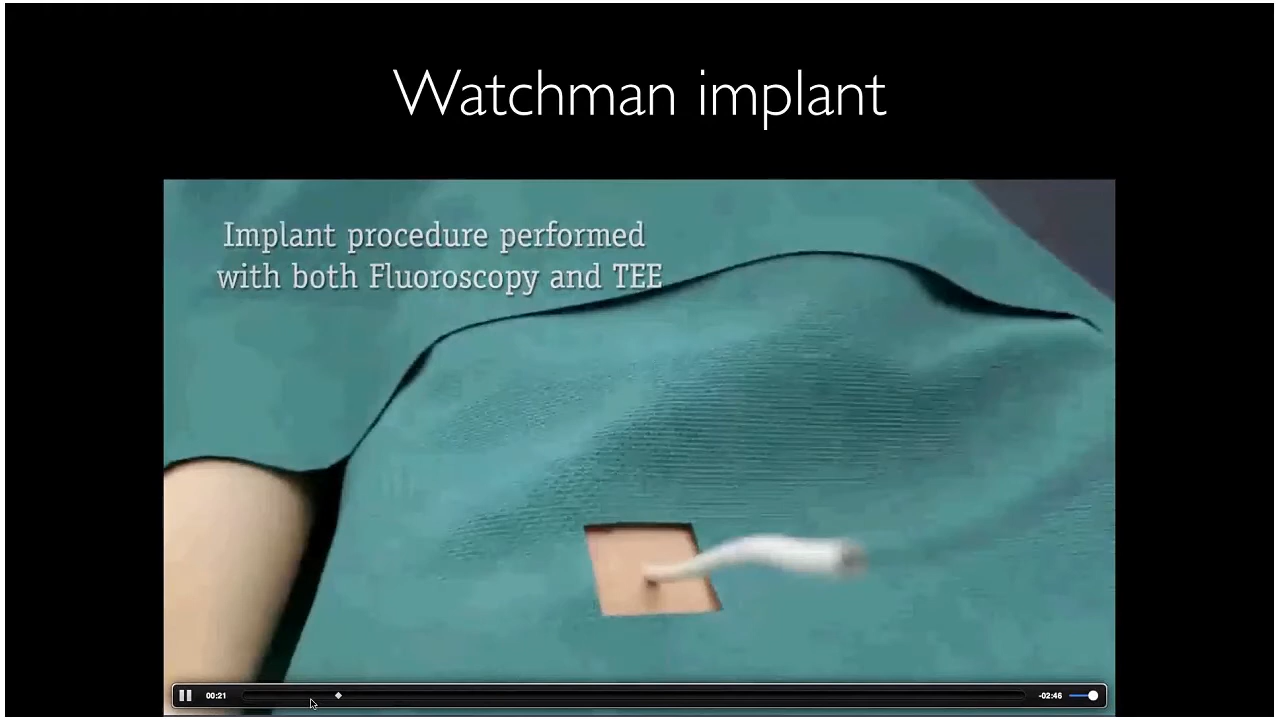 Watchman implant
Implant procedure performed
with both Fluoroscopy and TEE
00:21
-02:46